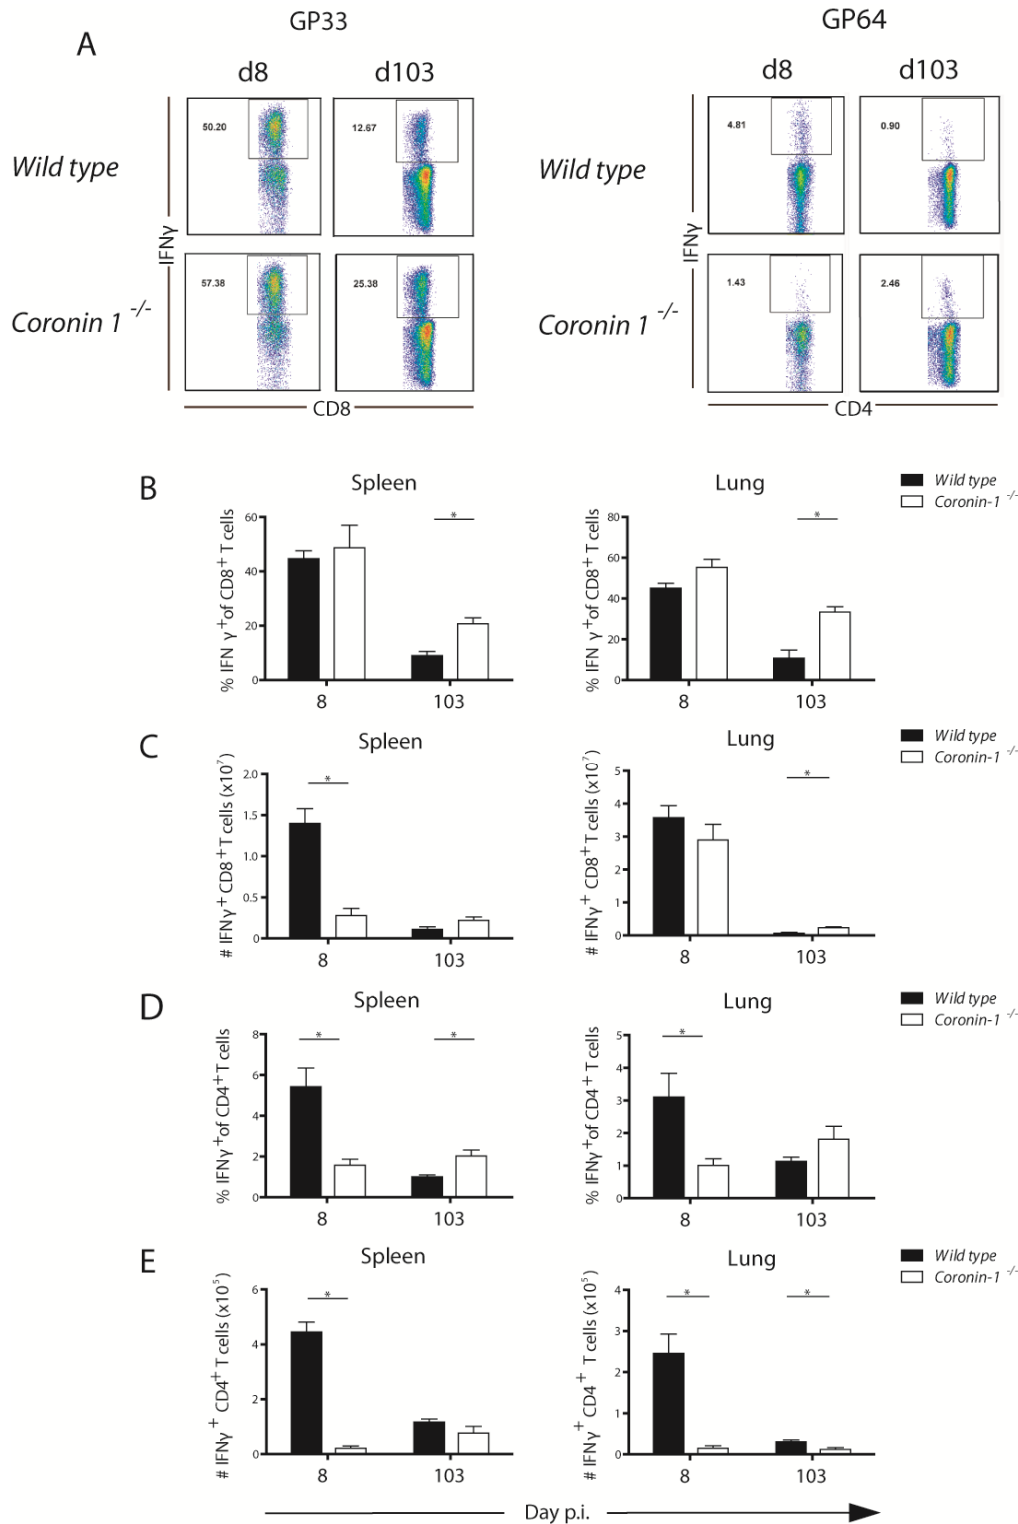 A
GP33
GP64
d8
d103
d8
d103
Wild type
50.20
12.67
Wild type
4.81
0.90
IFNγ
IFNγ
Coronin 1 -/-
57.38
25.38
Coronin 1 -/-
1.43
2.46
CD8
CD4
B
Spleen
Lung
Wild type
Coronin-1 -/-
% IFN γ+of CD8+T cells
60
40
20
0
*
8
103
% IFN γ+of CD8+T cells
80
60
40
20
0
*
8
103
C
Spleen
Lung
Wild type
Coronin-1 -/-
# IFNγ+ CD8+T cells (x10⁷)
2.0
1.5
1.0
0.5
0
*
8
103
# IFNγ+ CD8+T cells (x10⁷)
5
4
3
2
1
0
*
8
103
D
Spleen
Lung
Wild type
Coronin-1 -/-
% IFNγ+of CD4+T cells
8
6
4
2
0
*
*
8
103
% IFNγ+of CD4+ T cells
5
4
3
2
1
0
*
8
103
E
Spleen
Lung
Wild type
Coronin-1 -/-
# IFNγ+ CD4+ T cells (x10⁵)
6
4
2
0
*
8
103
# IFNγ+ CD4+ T cells (x10⁵)
4
3
2
1
0
*
*
8
103
Day p.i.